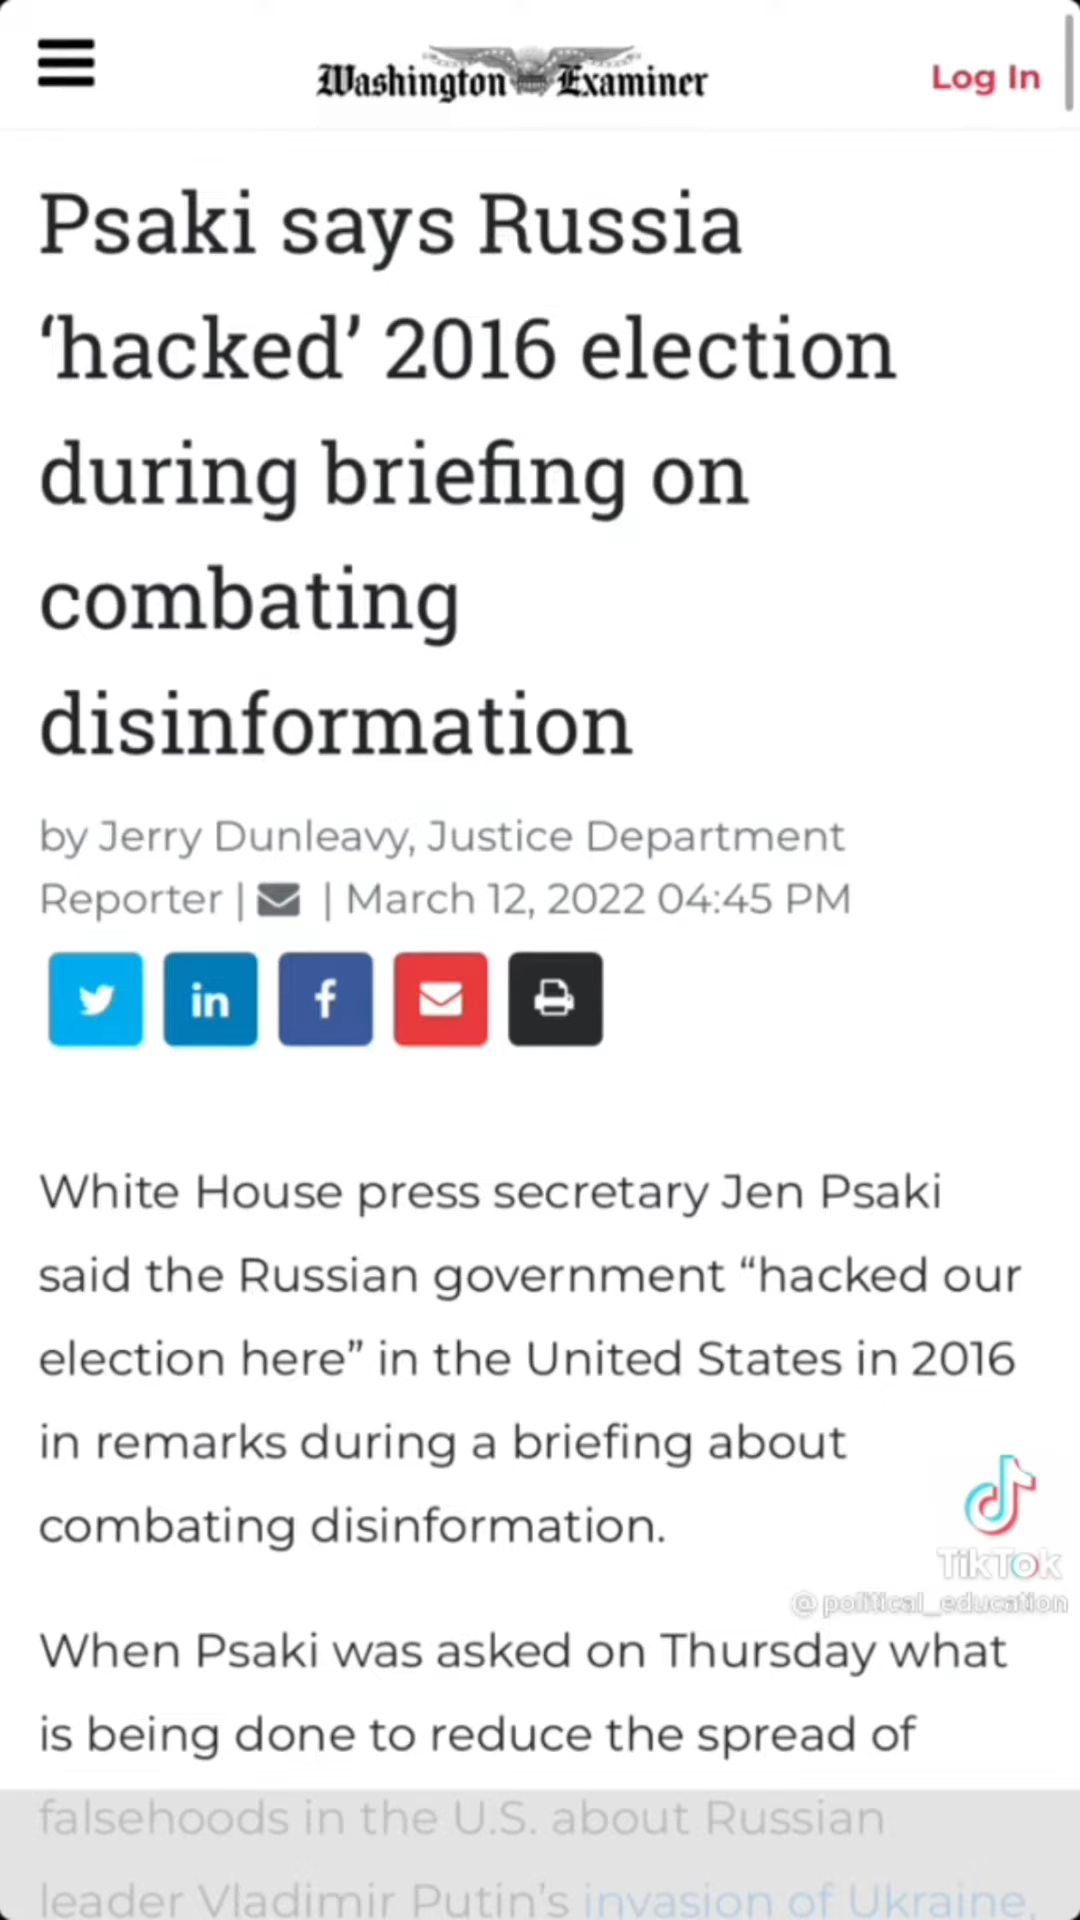 Washington Examiner
Log In
Psaki says Russia
‘hacked’ 2016 election
during briefing on
combating
disinformation
by Jerry Dunleavy, Justice Department
Reporter | | March 12, 2022 04:45 PM
in
f
White House press secretary Jen Psaki
said the Russian government “hacked our
election here” in the United States in 2016
in remarks during a briefing about
combating disinformation.
TikTok
@political_education
When Psaki was asked on Thursday what
is being done to reduce the spread of
falsehoods in the U.S. about Russian
leader Vladimir Putin’s invasion of Ukraine,